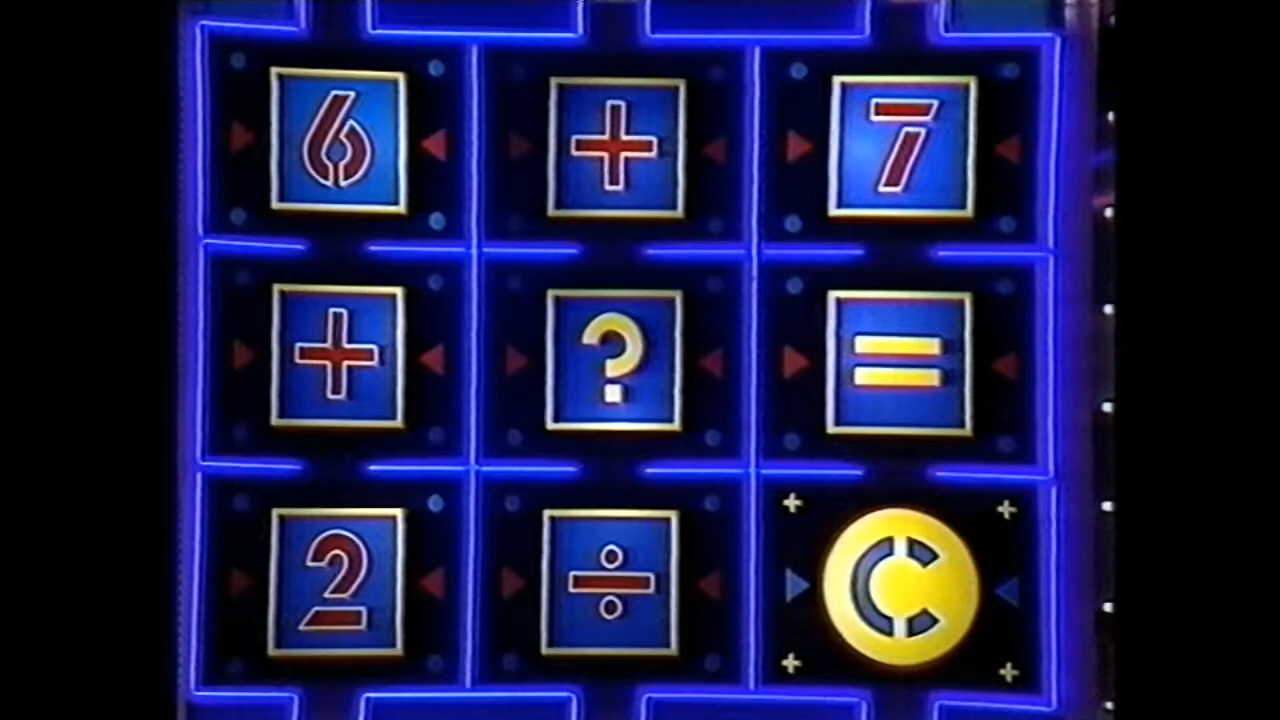 6 + 7
+ ? =
2 ÷ C